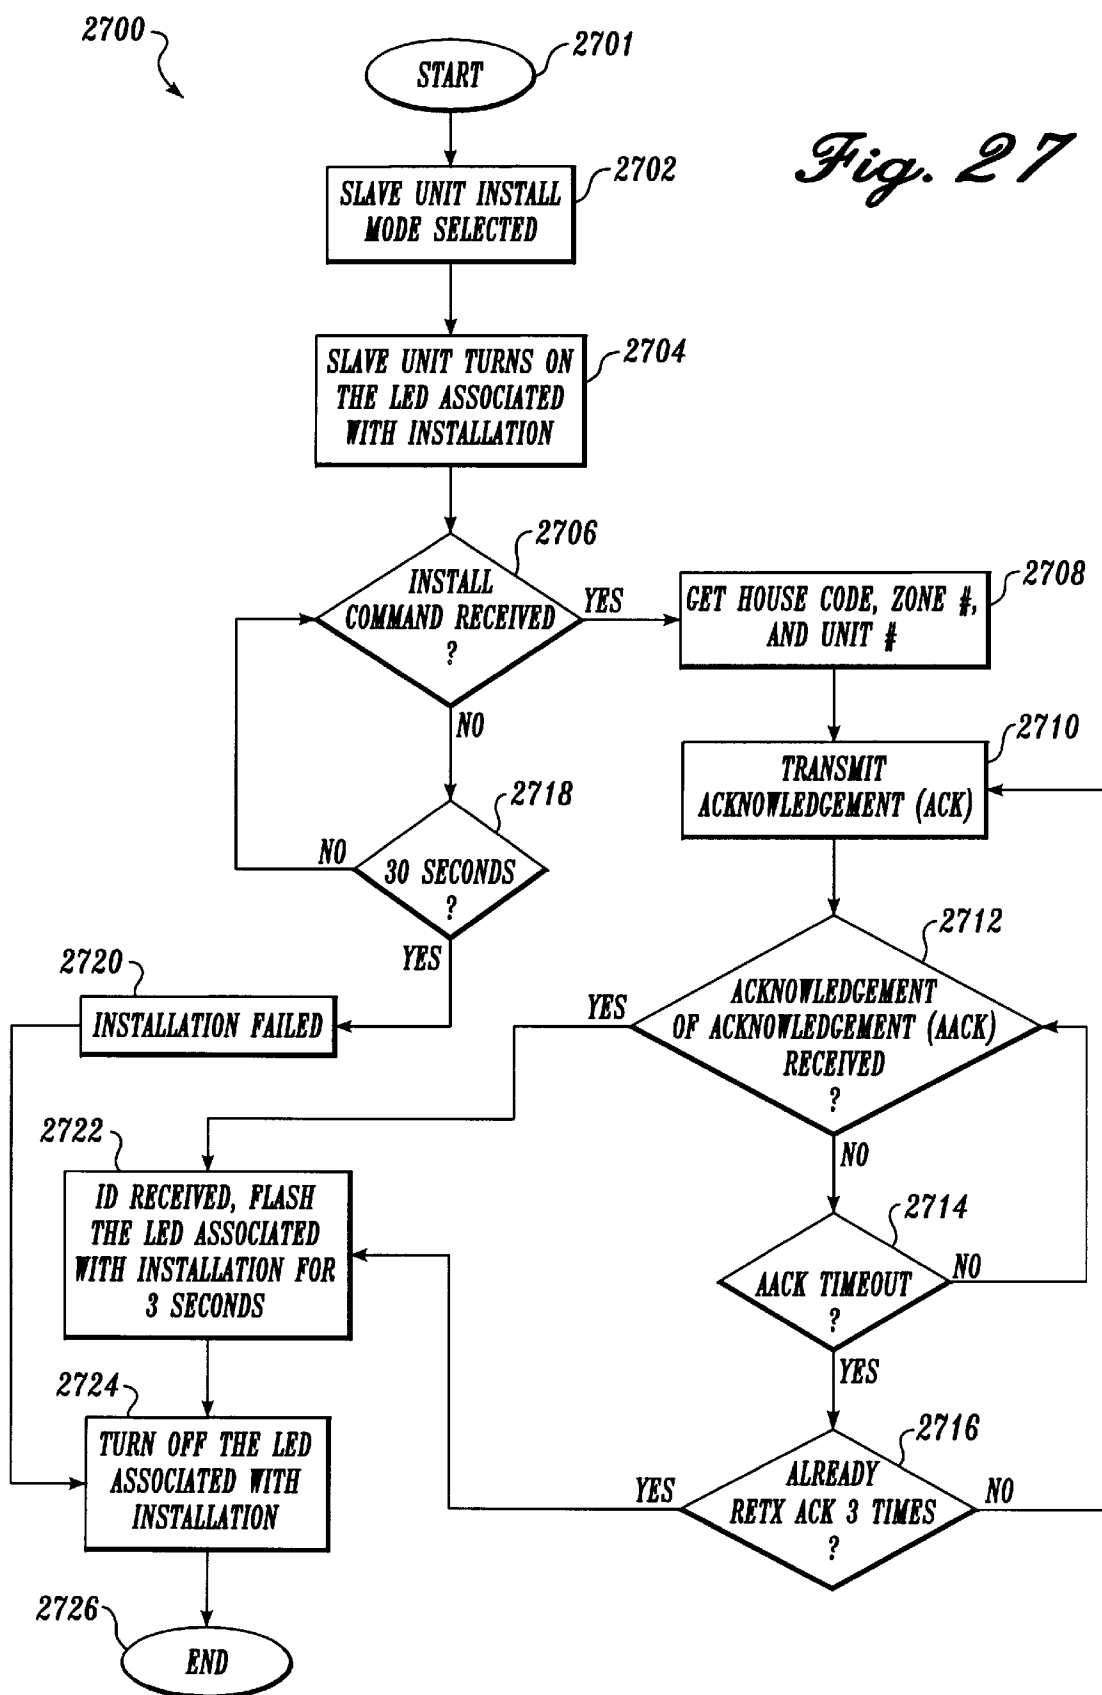 2700
2701
START
Fig. 27
2702
SLAVE UNIT INSTALL
MODE SELECTED
2704
SLAVE UNIT TURNS ON
THE LED ASSOCIATED
WITH INSTALLATION
2706
INSTALL
COMMAND RECEIVED
?
YES
2708
GET HOUSE CODE, ZONE #,
AND UNIT #
NO
2710
TRANSMIT
ACKNOWLEDGEMENT (ACK)
2718
30 SECONDS
?
NO
YES
2712
ACKNOWLEDGEMENT
OF ACKNOWLEDGEMENT (AACK)
RECEIVED
?
YES
NO
2720
INSTALLATION FAILED
2722
ID RECEIVED, FLASH
THE LED ASSOCIATED
WITH INSTALLATION FOR
3 SECONDS
2714
AACK TIMEOUT
?
NO
YES
2724
TURN OFF THE LED
ASSOCIATED WITH
INSTALLATION
2716
ALREADY
RETX ACK 3 TIMES
?
YES
NO
2726
END